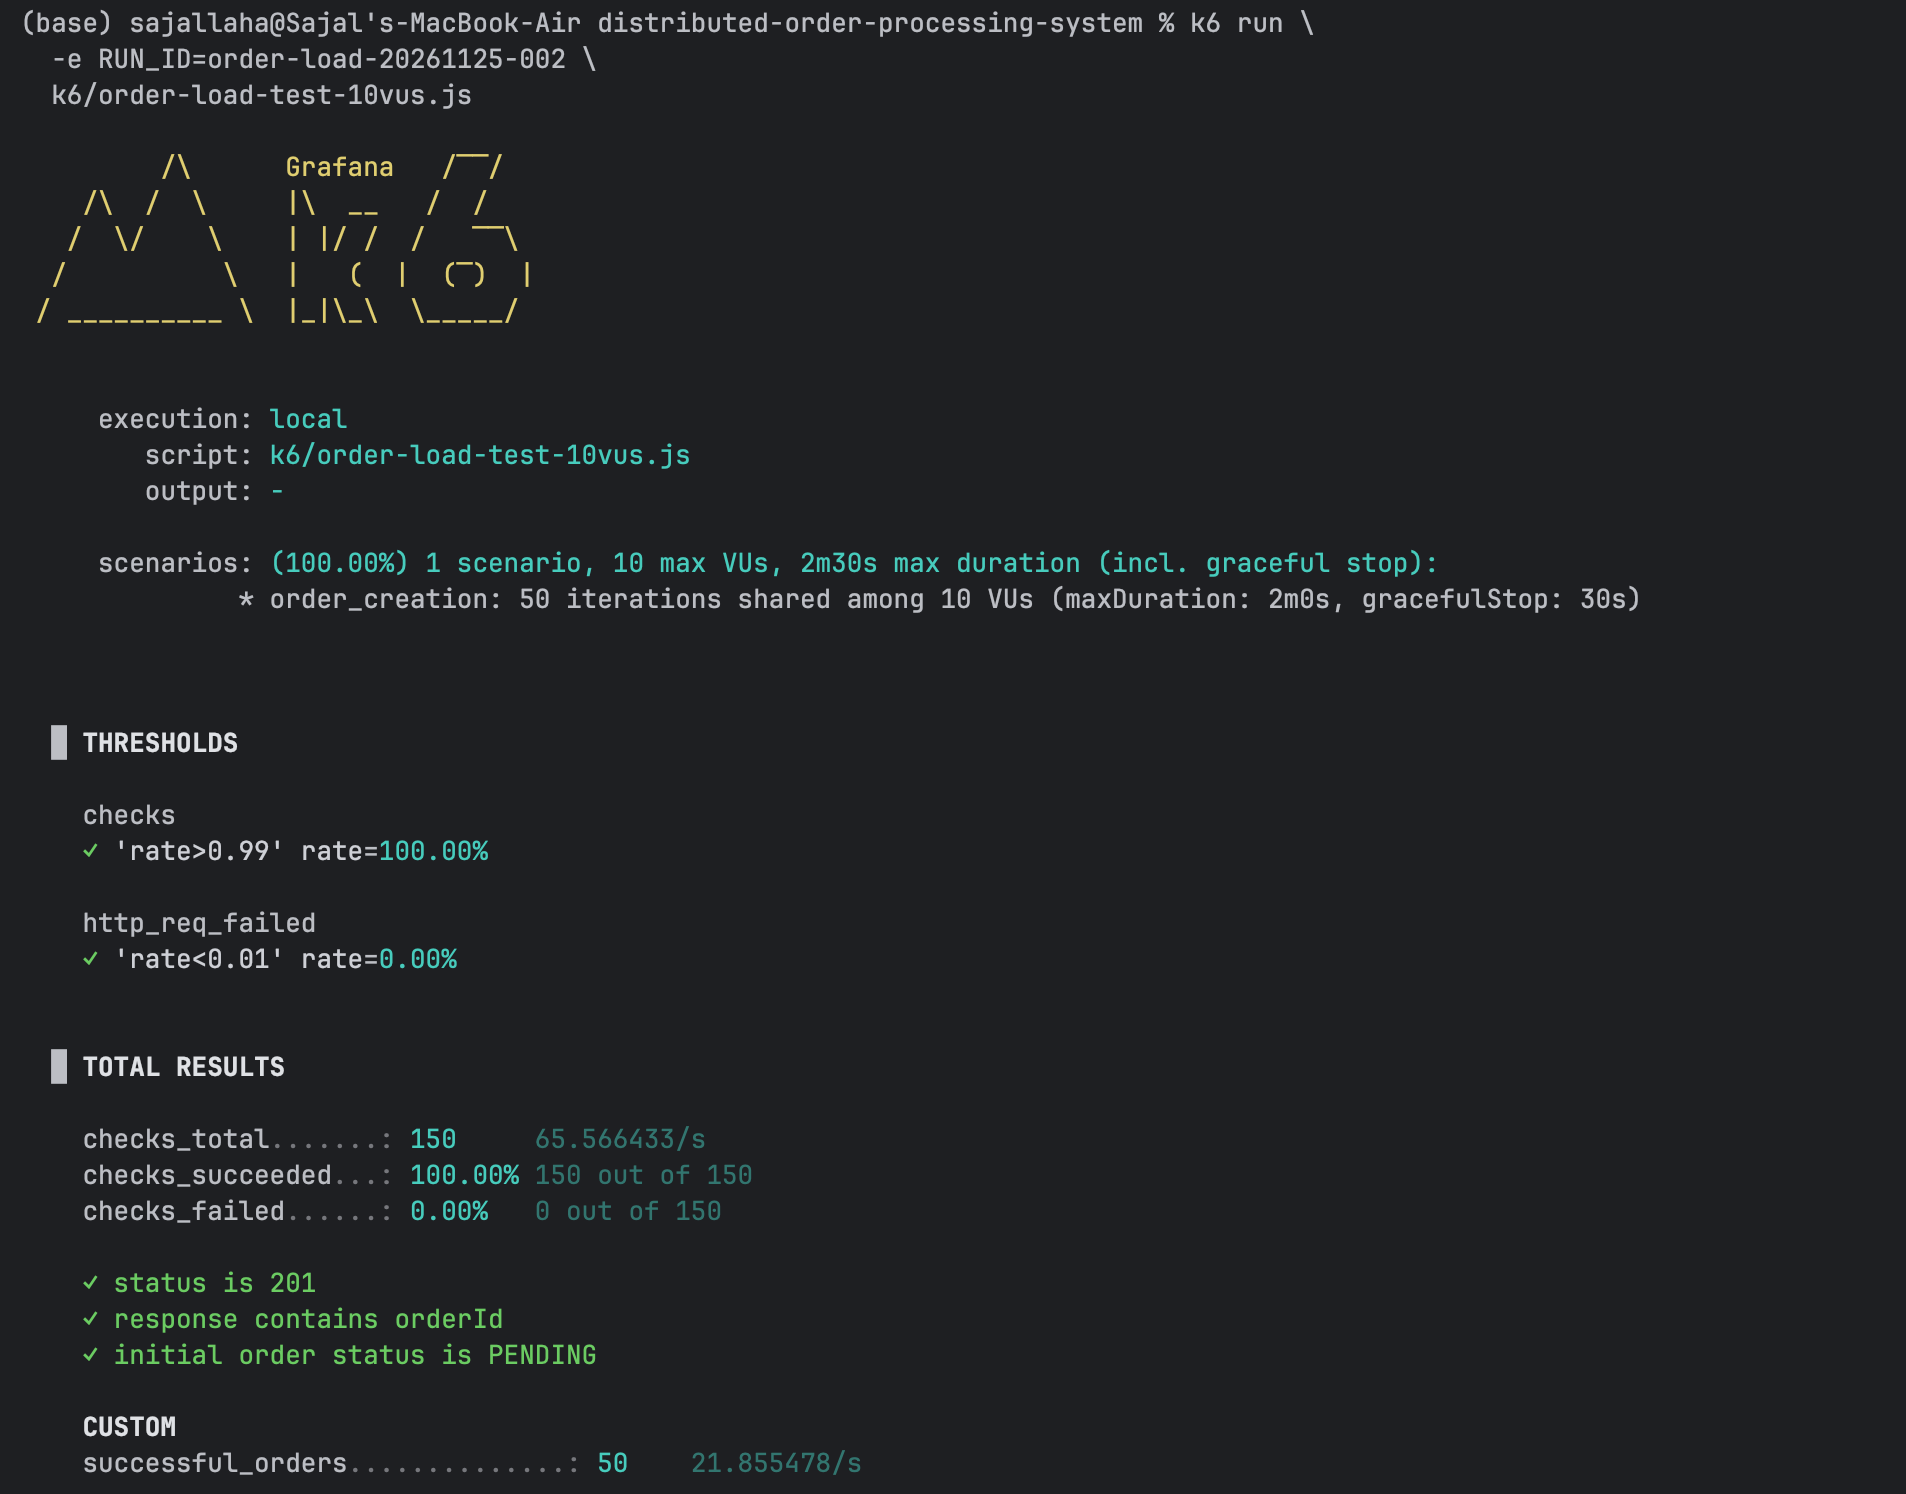 (base) sajallaha@Sajal's-MacBook-Air distributed-order-processing-system % k6 run \
  -e RUN_ID=order-load-20261125-002 \
  k6/order-load-test-10vus.js

         /\      Grafana   /‾‾/
    /\  /  \     |\  __   /  /
   /  \/    \    | |/ /  /   ‾‾\
  /          \   |   (  |  (‾)  |
 / __________ \  |_|\_\  \_____/

     execution: local
        script: k6/order-load-test-10vus.js
        output: -

     scenarios: (100.00%) 1 scenario, 10 max VUs, 2m30s max duration (incl. graceful stop):
              * order_creation: 50 iterations shared among 10 VUs (maxDuration: 2m0s, gracefulStop: 30s)

  █ THRESHOLDS

    checks
    ✓ 'rate>0.99' rate=100.00%

    http_req_failed
    ✓ 'rate<0.01' rate=0.00%

  █ TOTAL RESULTS

    checks_total.......: 150     65.566433/s
    checks_succeeded...: 100.00% 150 out of 150
    checks_failed......: 0.00%   0 out of 150

    ✓ status is 201
    ✓ response contains orderId
    ✓ initial order status is PENDING

    CUSTOM
    successful_orders..............: 50    21.855478/s